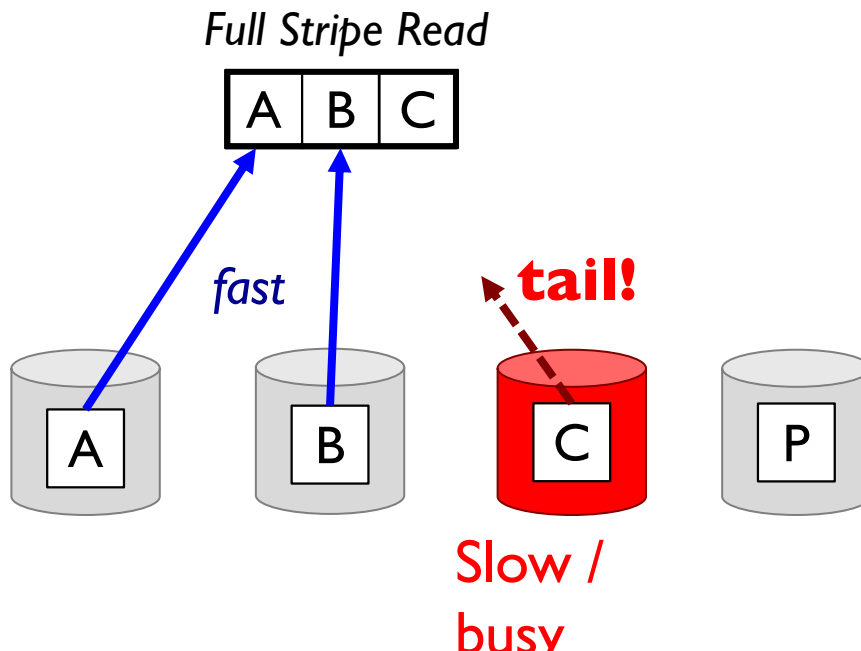 Full Stripe Read
A B C
fast
tail!
A B C P
Slow /
busy